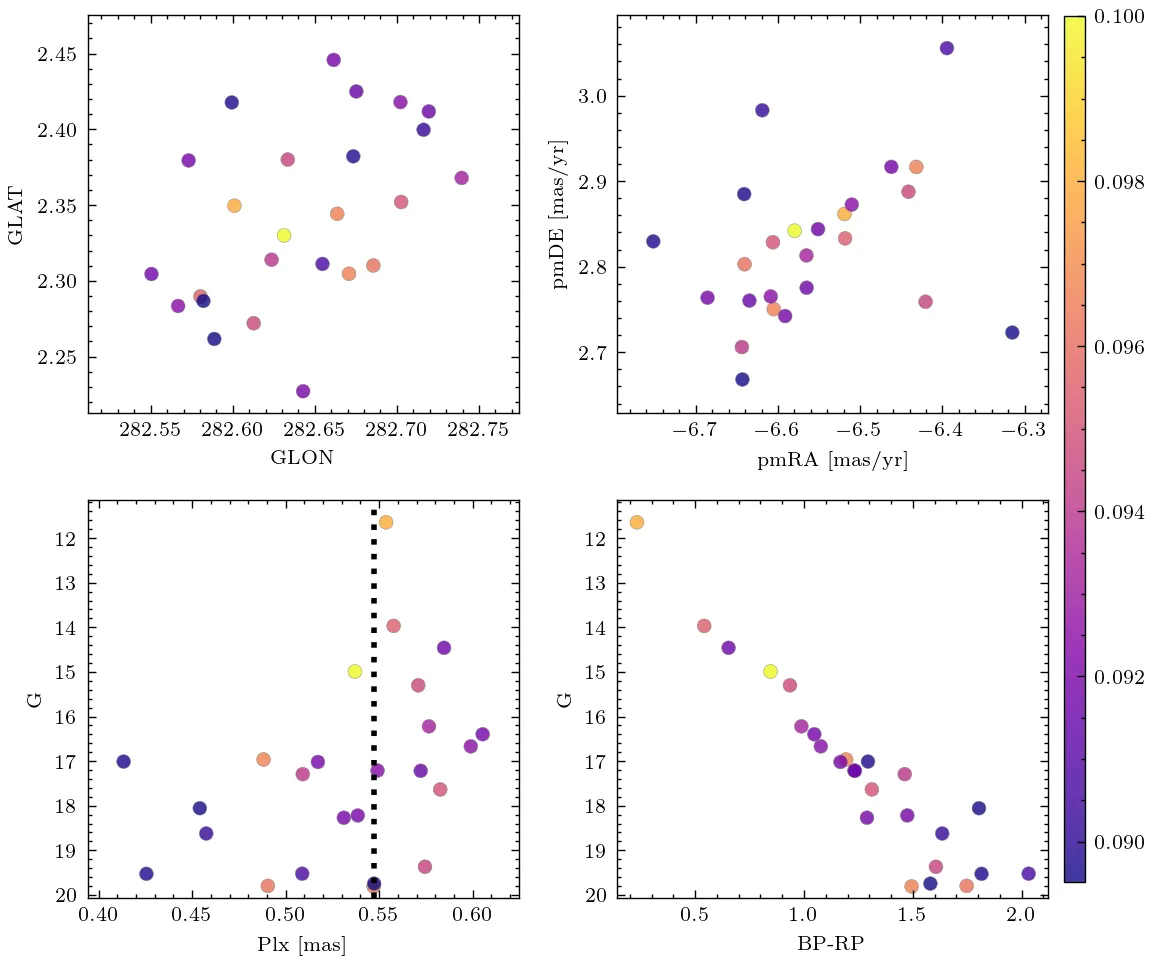 2.45
2.40
2.35
2.30
2.25
GLAT
282.55 282.60 282.65 282.70 282.75
GLON
3.0
2.9
2.8
2.7
pmDE [mas/yr]
−6.7 −6.6 −6.5 −6.4 −6.3
pmRA [mas/yr]
12
13
14
15
16
17
18
19
20
G
0.40 0.45 0.50 0.55 0.60
Plx [mas]
12
13
14
15
16
17
18
19
20
G
0.5 1.0 1.5 2.0
BP-RP
0.100
0.098
0.096
0.094
0.092
0.090